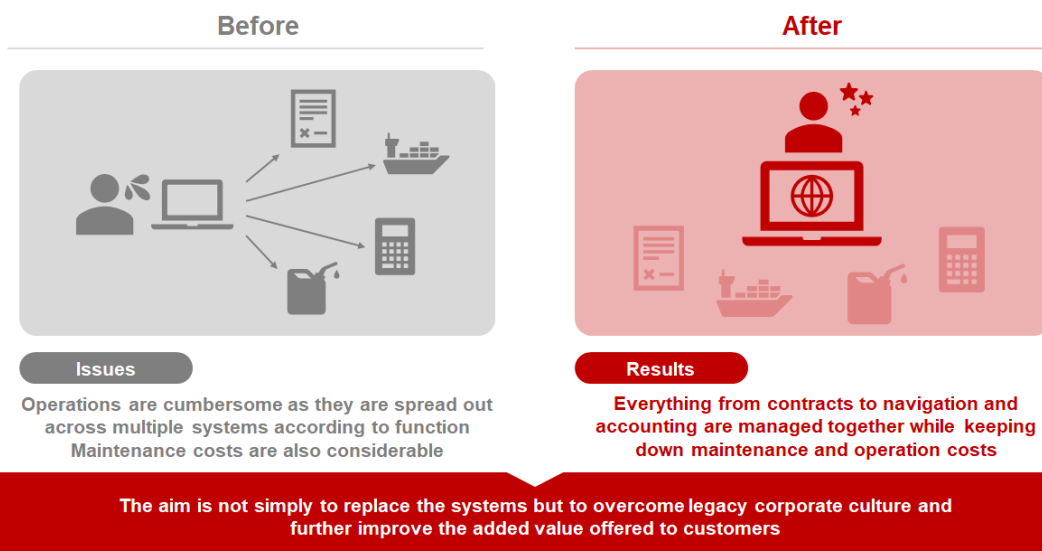 Before
After
Issues
Operations are cumbersome as they are spread out
across multiple systems according to function
Maintenance costs are also considerable
Results
Everything from contracts to navigation and
accounting are managed together while keeping
down maintenance and operation costs
The aim is not simply to replace the systems but to overcome legacy corporate culture and
further improve the added value offered to customers